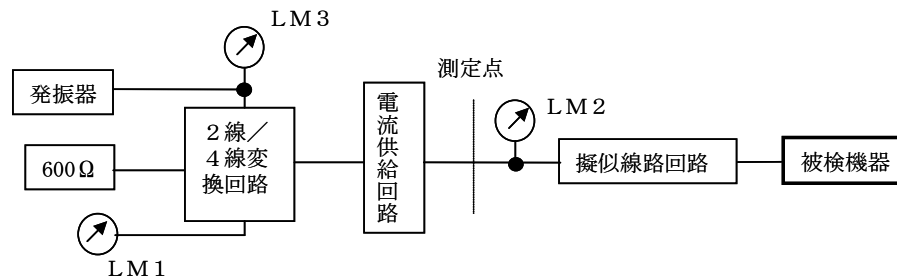 LM3
測定点
発振器
LM2
2線/
4線変
換回路
電流供給回路
600Ω
擬似線路回路
被検機器
LM1